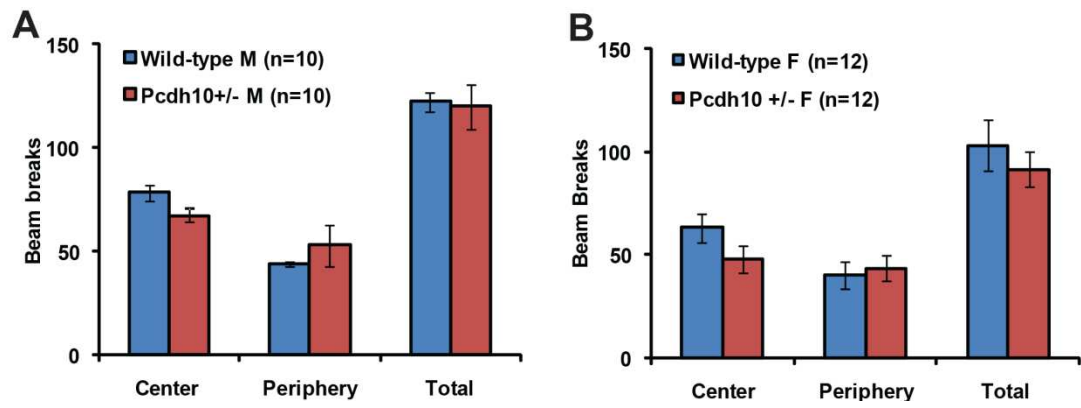 A
150
Wild-type M (n=10)
Pcdh10+/- M (n=10)
100
Beam breaks
50
0
Center Periphery Total
B
150
Wild-type F (n=12)
Pcdh10 +/- F (n=12)
100
Beam Breaks
50
0
Center Periphery Total